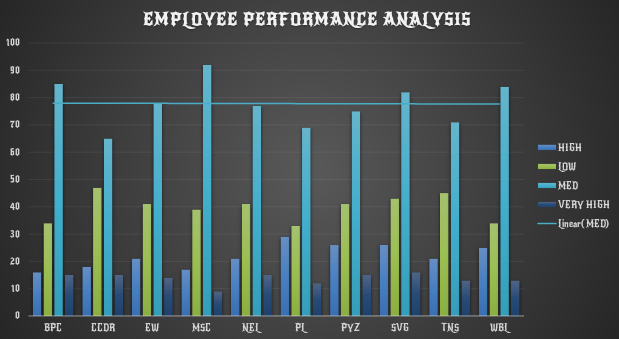 EMPLOYEE PERFORMANCE ANALYSIS
100
90
80
70
60
50
40
30
20
10
0
BPC CCDR EW MSC NEL PL PYZ SVG TNS WBL
HIGH
LOW
MED
VERY HIGH
Linear(MED)